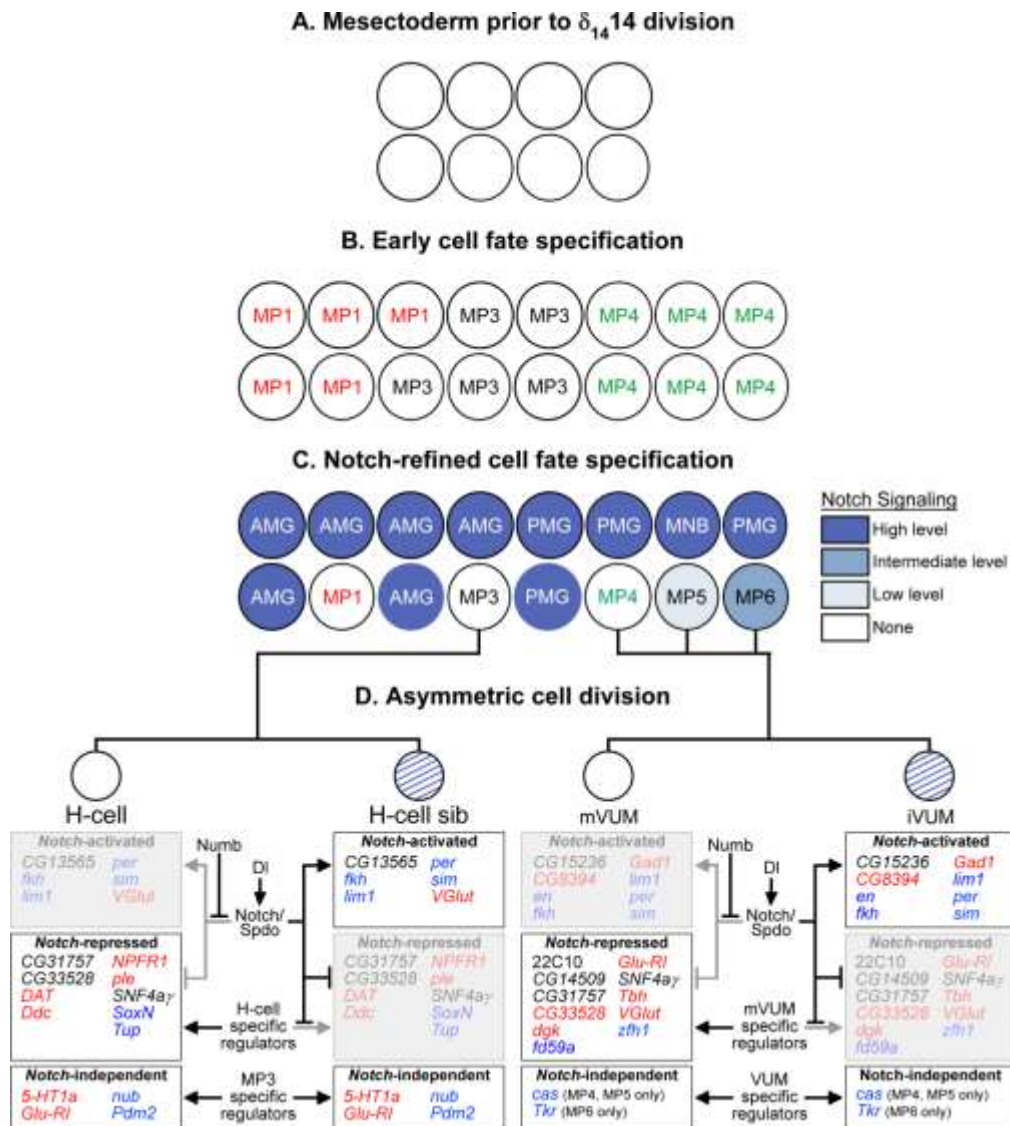 A. Mesectoderm prior to δ₁₄14 division
B. Early cell fate specification
MP1 MP1 MP1 MP3 MP3 MP4 MP4 MP4
MP1 MP1 MP3 MP3 MP3 MP4 MP4 MP4
C. Notch-refined cell fate specification
AMG AMG AMG AMG PMG PMG MNB PMG
AMG MP1 AMG MP3 PMG MP4 MP5 MP6
Notch Signaling
High level
Intermediate level
Low level
None
D. Asymmetric cell division
H-cell
Notch-activated
CG13565 per
fkh sim
lim1 VGlut
Notch-repressed
CG31757 NPFR1
CG33528 ple
DAT SNF4aγ
Ddc SoxN
Tup
Notch-independent
5-HT1a nub
Glu-RI Pdm2
Numb
Dl
Notch/
Spdo
H-cell
specific
regulators
MP3
specific
regulators
H-cell sib
Notch-activated
CG13565 per
fkh sim
lim1 VGlut
Notch-repressed
CG31757 NPFR1
CG33528 ple
DAT SNF4aγ
Ddc SoxN
Tup
Notch-independent
5-HT1a nub
Glu-RI Pdm2
mVUM
Notch-activated
CG15236 Gad1
CG8394 lim1
en per
fkh sim
Notch-repressed
22C10 Glu-RI
CG14509 SNF4aγ
CG31757 Tbh
CG33528 VGlut
dgk zfh1
fd59a
Notch-independent
cas (MP4, MP5 only)
Tkr (MP6 only)
Numb
Dl
Notch/
Spdo
mVUM
specific
regulators
VUM
specific
regulators
iVUM
Notch-activated
CG15236 Gad1
CG8394 lim1
en per
fkh sim
Notch-repressed
22C10 Glu-RI
CG14509 SNF4aγ
CG31757 Tbh
CG33528 VGlut
dgk zfh1
fd59a
Notch-independent
cas (MP4, MP5 only)
Tkr (MP6 only)